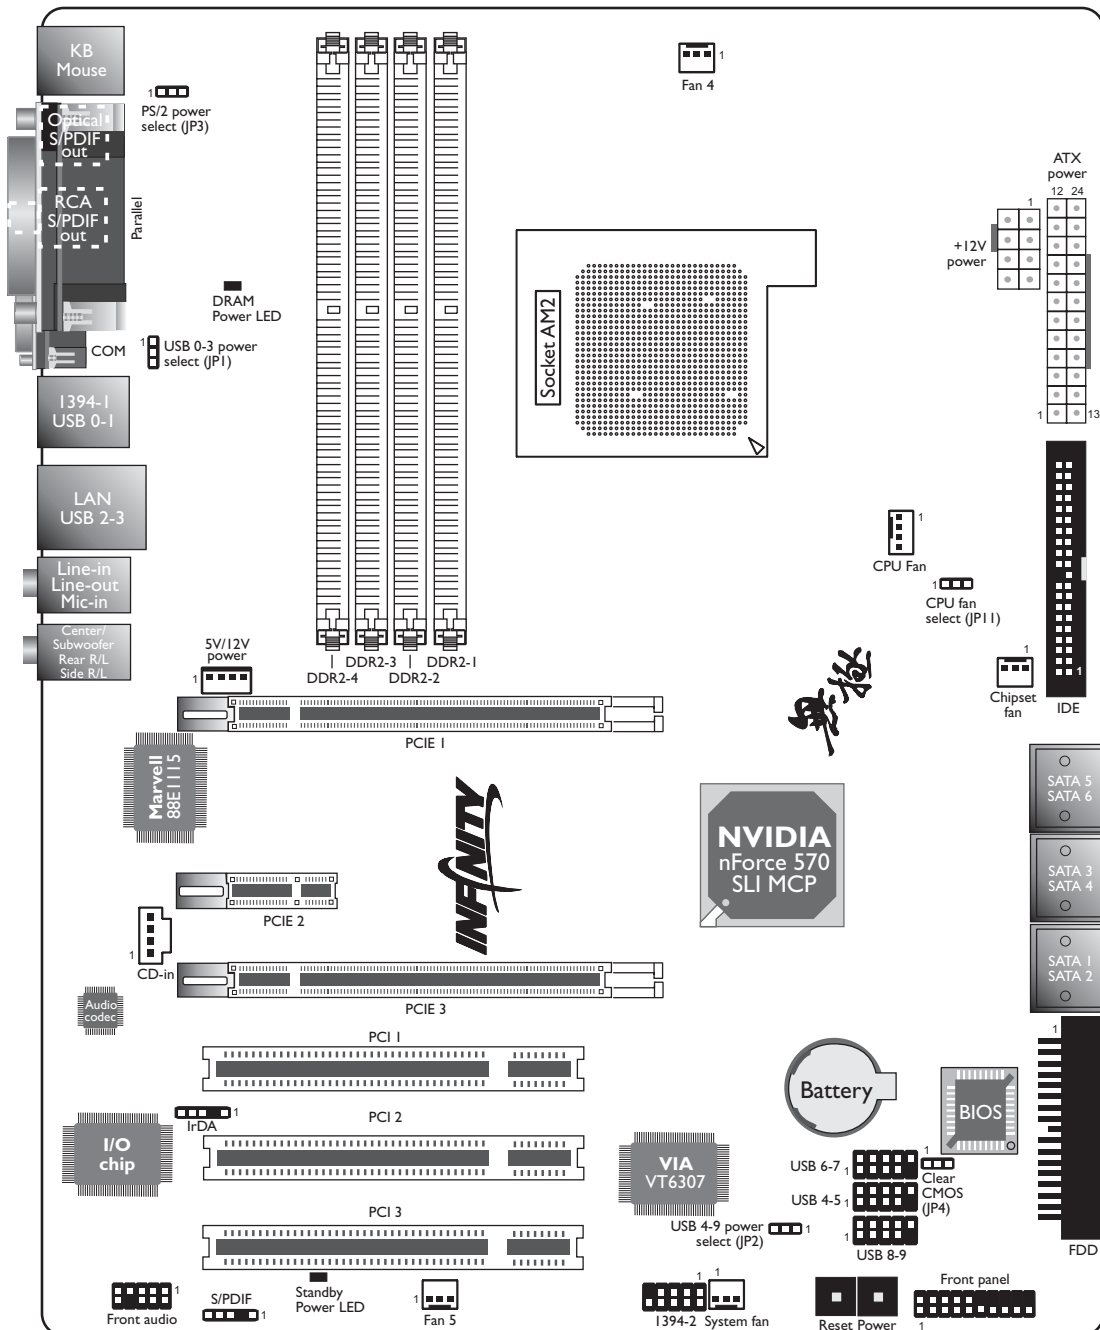 KB
Mouse
1
PS/2 power
select (JP3)
Optical
S/PDIF
out
RCA
S/PDIF
out
Parallel
DRAM
Power LED
COM
1
USB 0-3 power
select (JP1)
1394-1
USB 0-1
LAN
USB 2-3
Line-in
Line-out
Mic-in
Center/
Subwoofer
Rear R/L
Side R/L
1
Fan 4
ATX
power
12 24
1
+12V
power
1
13
Socket AM2
1
CPU Fan
1
CPU fan
select (JP11)
1
Chipset
fan
1
IDE
5V/12V
power
1
DDR2-4
DDR2-3
DDR2-2
DDR2-1
PCIE 1
Marvell
88E1115
INFINITY
NVIDIA
nForce 570
SLI MCP
SATA 5
SATA 6
SATA 3
SATA 4
SATA 1
SATA 2
PCIE 2
1
CD-in
PCIE 3
Audio
codec
PCI 1
1
IrDA
PCI 2
I/O
chip
PCI 3
VIA
VT6307
Battery
BIOS
1
FDD
USB 6-7
1
1
Clear
CMOS
(JP4)
USB 4-5
1
USB 4-9 power
select (JP2)
1
1
USB 8-9
1
Front audio
S/PDIF
1
Standby
Power LED
1
Fan 5
1
1394-2
1
System fan
Reset
Power
Front panel
1